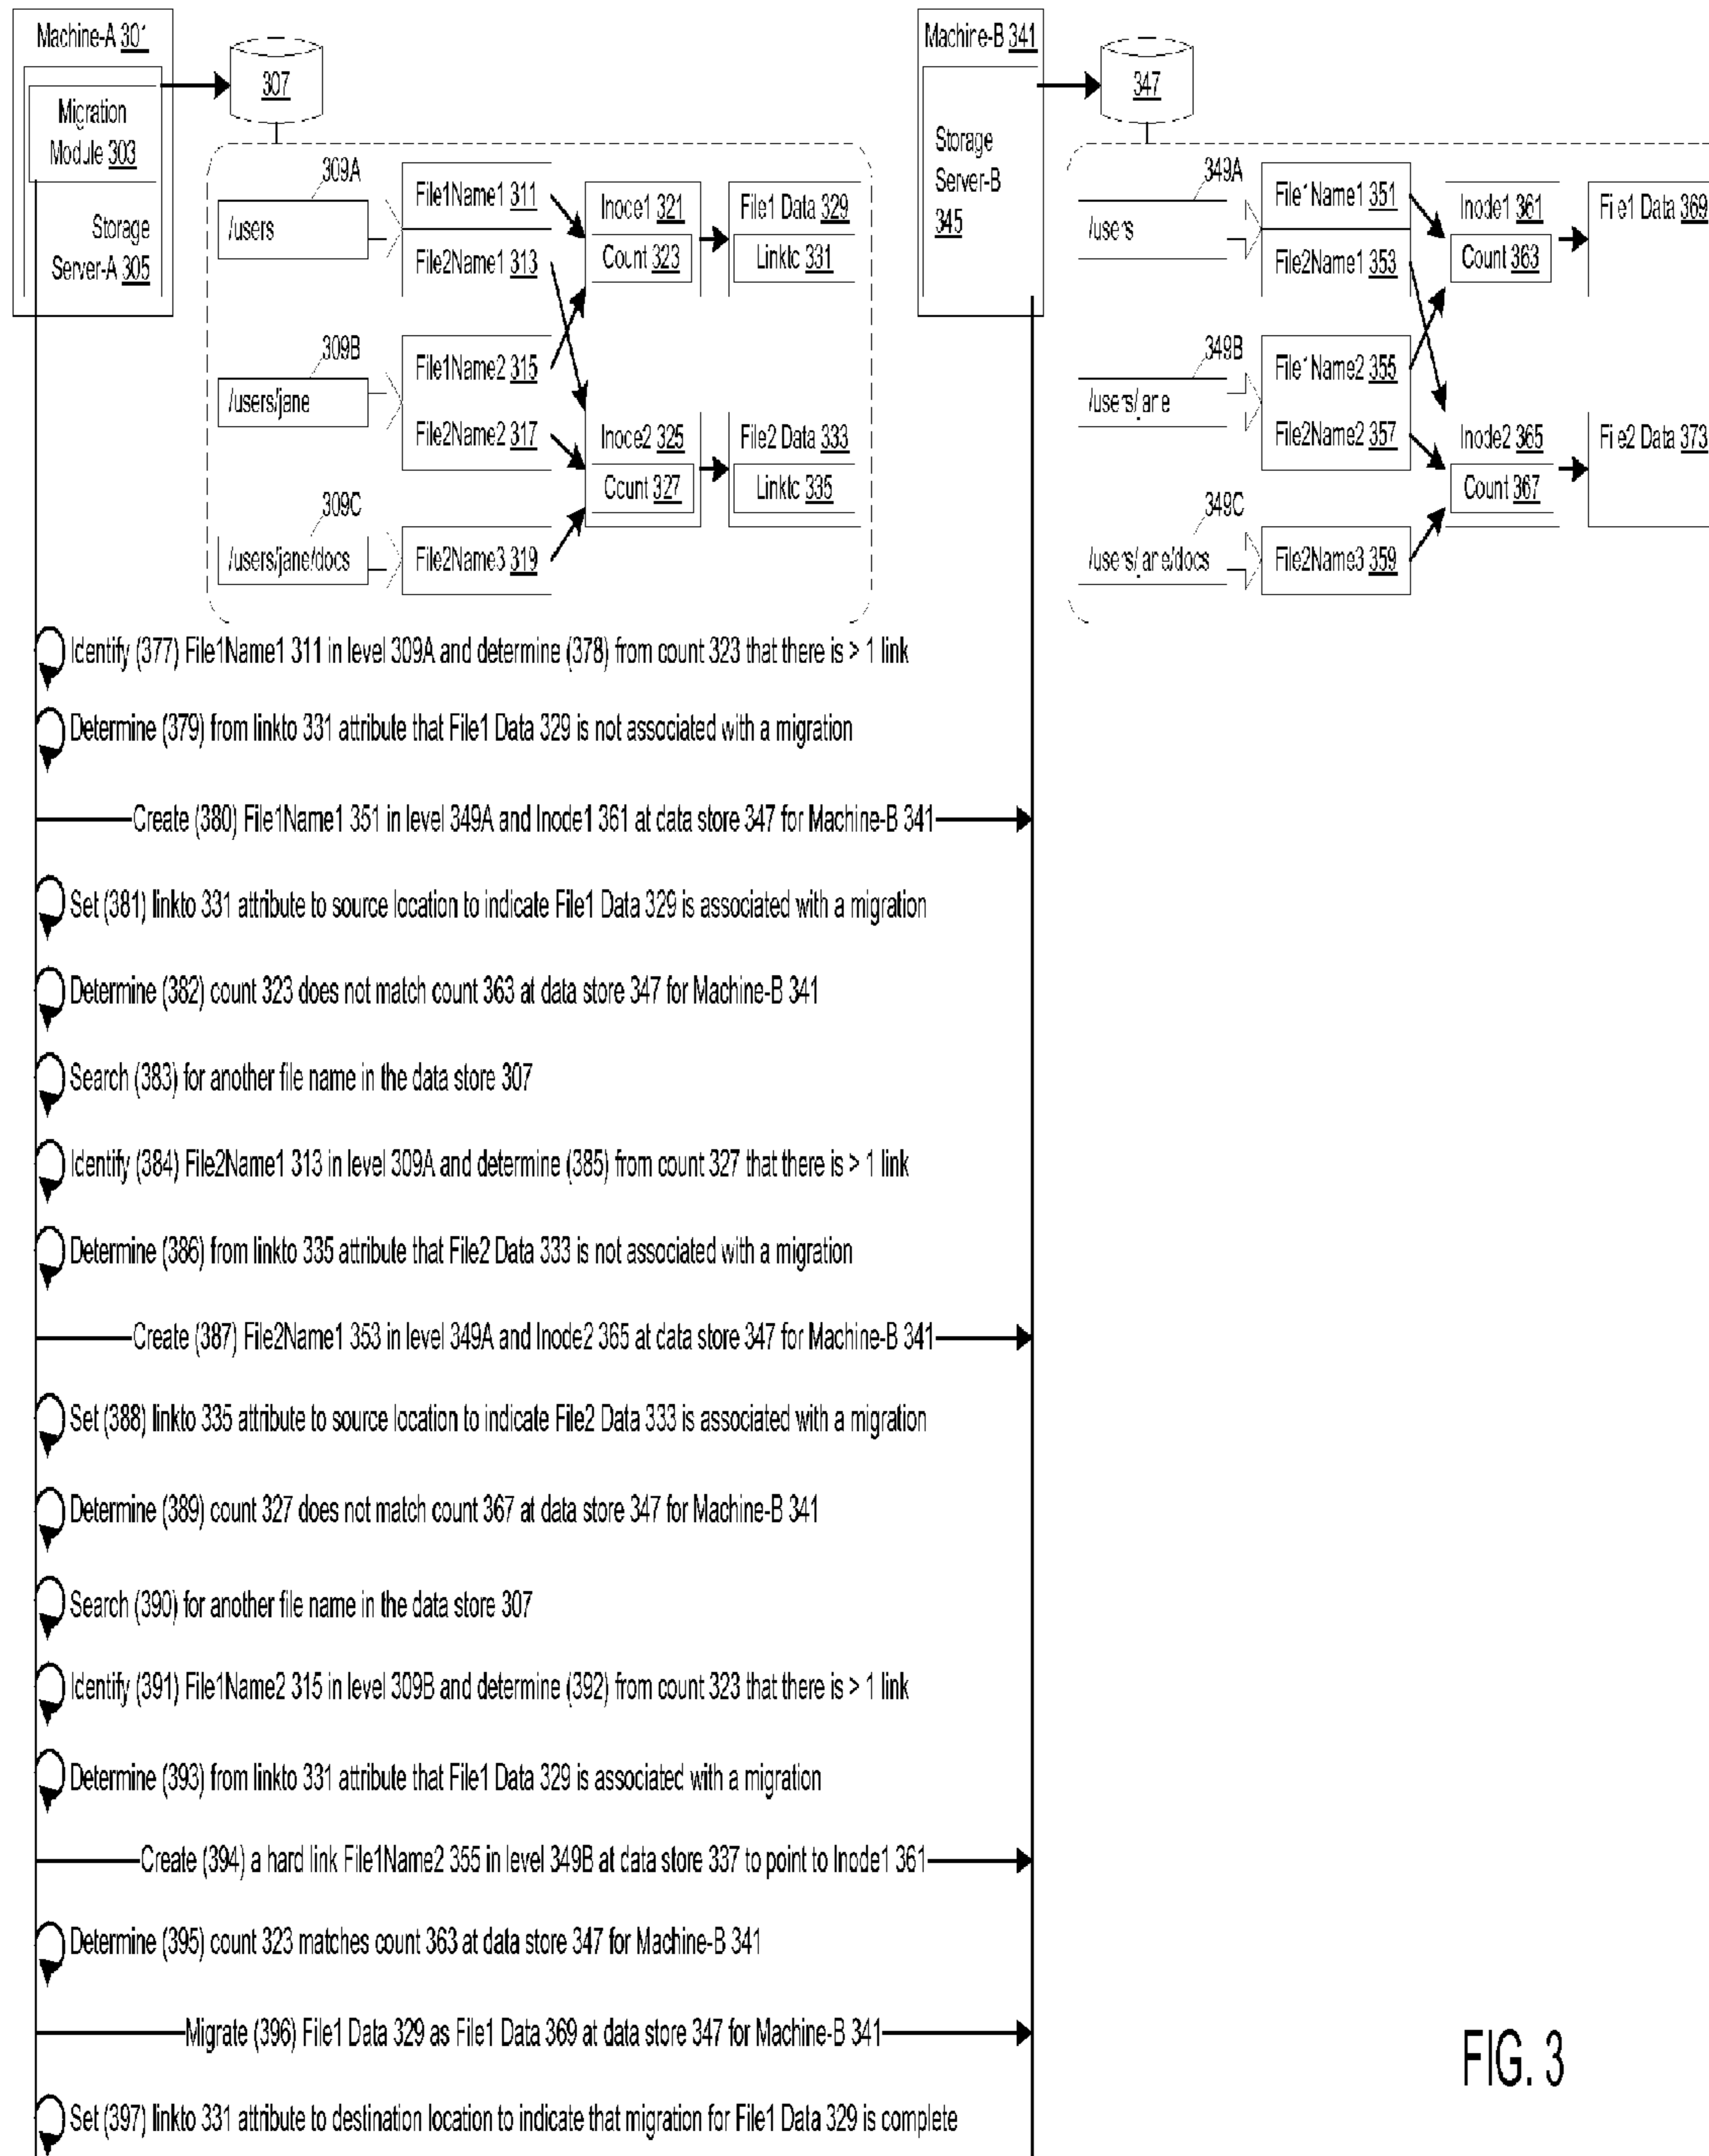 Machine-A 301
Migration
Module 303
Storage
Server-A 305
307
309A
/users
File1Name1 311
File2Name1 313
Inode1 321
Count 323
File1 Data 329
Linkto 331
309B
/users/jane
File1Name2 315
File2Name2 317
Inode2 325
Count 327
File2 Data 333
Linkto 335
309C
/users/jane/docs
File2Name3 319
Machine-B 341
Storage
Server-B
345
347
349A
/users
File1Name1 351
File2Name1 353
Inode1 361
Count 363
File1 Data 369
349B
/users/jane
File1Name2 355
File2Name2 357
Inode2 365
Count 367
File2 Data 373
349C
/users/jane/docs
File2Name3 359
Identify (377) File1Name1 311 in level 309A and determine (378) from count 323 that there is > 1 link
Determine (379) from linkto 331 attribute that File1 Data 329 is not associated with a migration
Create (380) File1Name1 351 in level 349A and Inode1 361 at data store 347 for Machine-B 341
Set (381) linkto 331 attribute to source location to indicate File1 Data 329 is associated with a migration
Determine (382) count 323 does not match count 363 at data store 347 for Machine-B 341
Search (383) for another file name in the data store 307
Identify (384) File2Name1 313 in level 309A and determine (385) from count 327 that there is > 1 link
Determine (386) from linkto 335 attribute that File2 Data 333 is not associated with a migration
Create (387) File2Name1 353 in level 349A and Inode2 365 at data store 347 for Machine-B 341
Set (388) linkto 335 attribute to source location to indicate File2 Data 333 is associated with a migration
Determine (389) count 327 does not match count 367 at data store 347 for Machine-B 341
Search (390) for another file name in the data store 307
Identify (391) File1Name2 315 in level 309B and determine (392) from count 323 that there is > 1 link
Determine (393) from linkto 331 attribute that File1 Data 329 is associated with a migration
Create (394) a hard link File1Name2 355 in level 349B at data store 337 to point to Inode1 361
Determine (395) count 323 matches count 363 at data store 347 for Machine-B 341
Migrate (396) File1 Data 329 as File1 Data 369 at data store 347 for Machine-B 341
Set (397) linkto 331 attribute to destination location to indicate that migration for File1 Data 329 is complete
FIG. 3